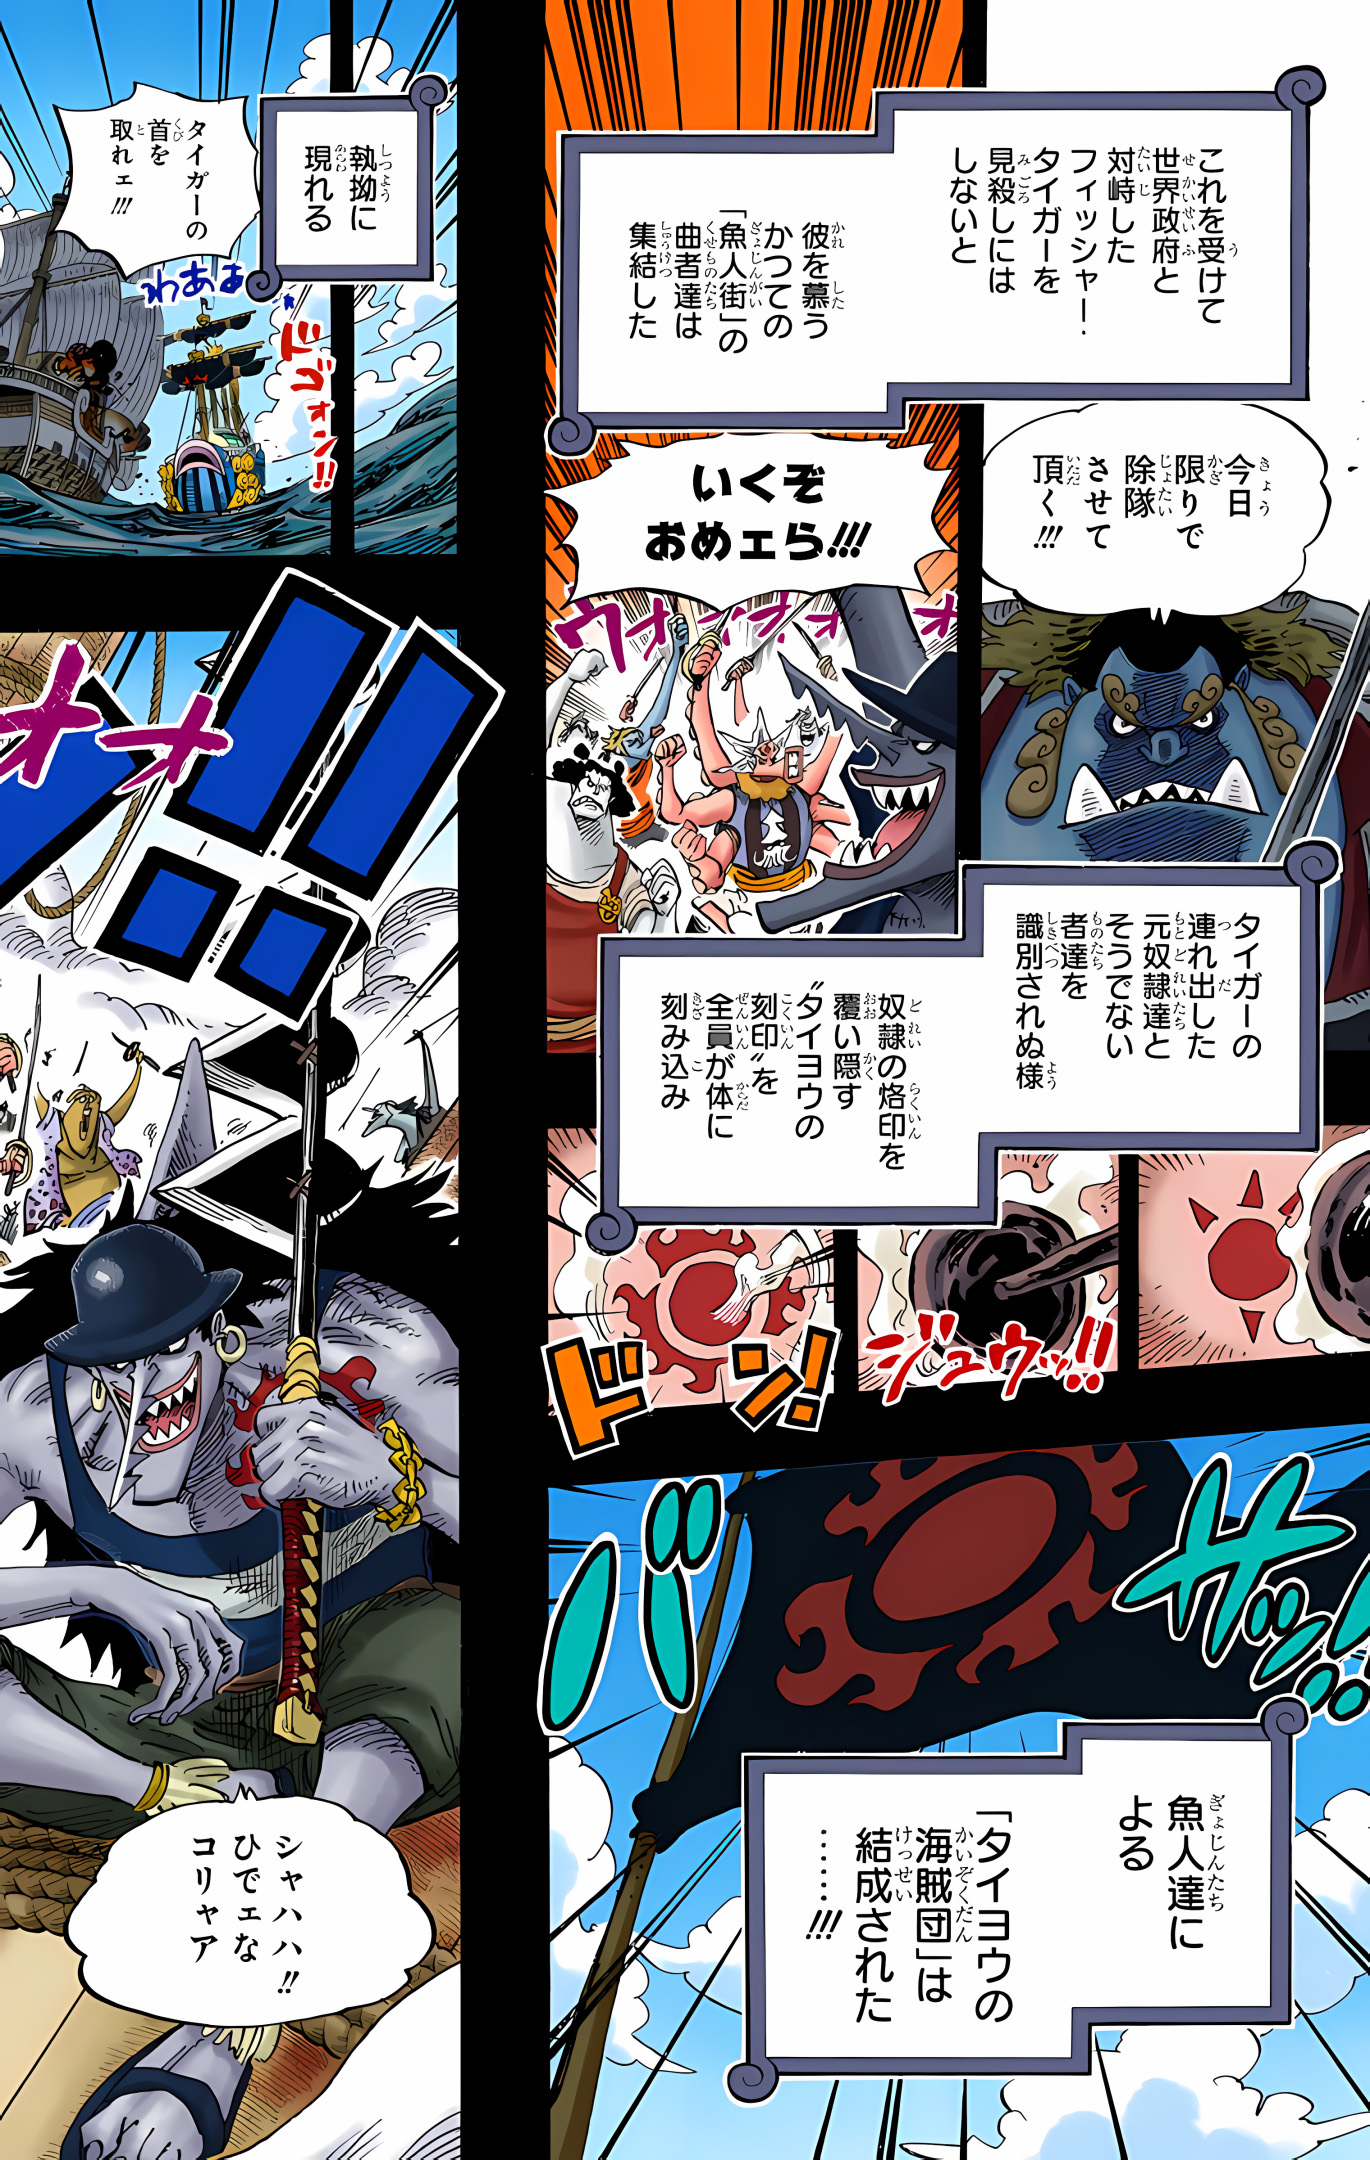 これを受けて
世界政府と
対峙した
フィッシャー・
タイガーを
見殺しには
しないと
彼を慕う
かつての
「魚人街」の
曲者達は
集結した
今日
限りで
除隊
させて
頂く!!!
いくぞ
おめェら!!!
ウオオオオオ
タイガーの
連れ出した
元奴隷達と
そうでない
者達を
識別されぬ様
奴隷の烙印を
覆い隠す
〝タイヨウの
刻印〟を
全員が体に
刻み込み
ジュウッ!!
ドン!
バサッ!!
魚人達に
よる
「タイヨウの
海賊団」は
結成された
……!!!
執拗に
現れる
タイガーの
首を
取れェ!!!
わあぁ
ドゴォン!!
オオ
!!
シャハハ!!
ひでェな
コリャア